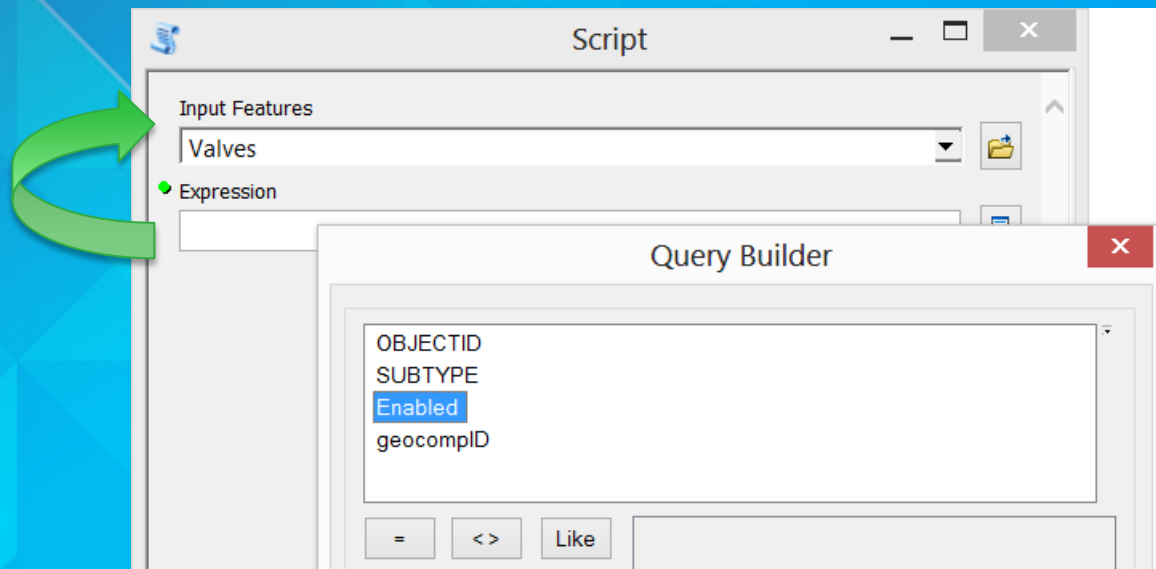 Script
Input Features
Valves
Expression
Query Builder
OBJECTID
SUBTYPE
Enabled
geocompID
= <> Like